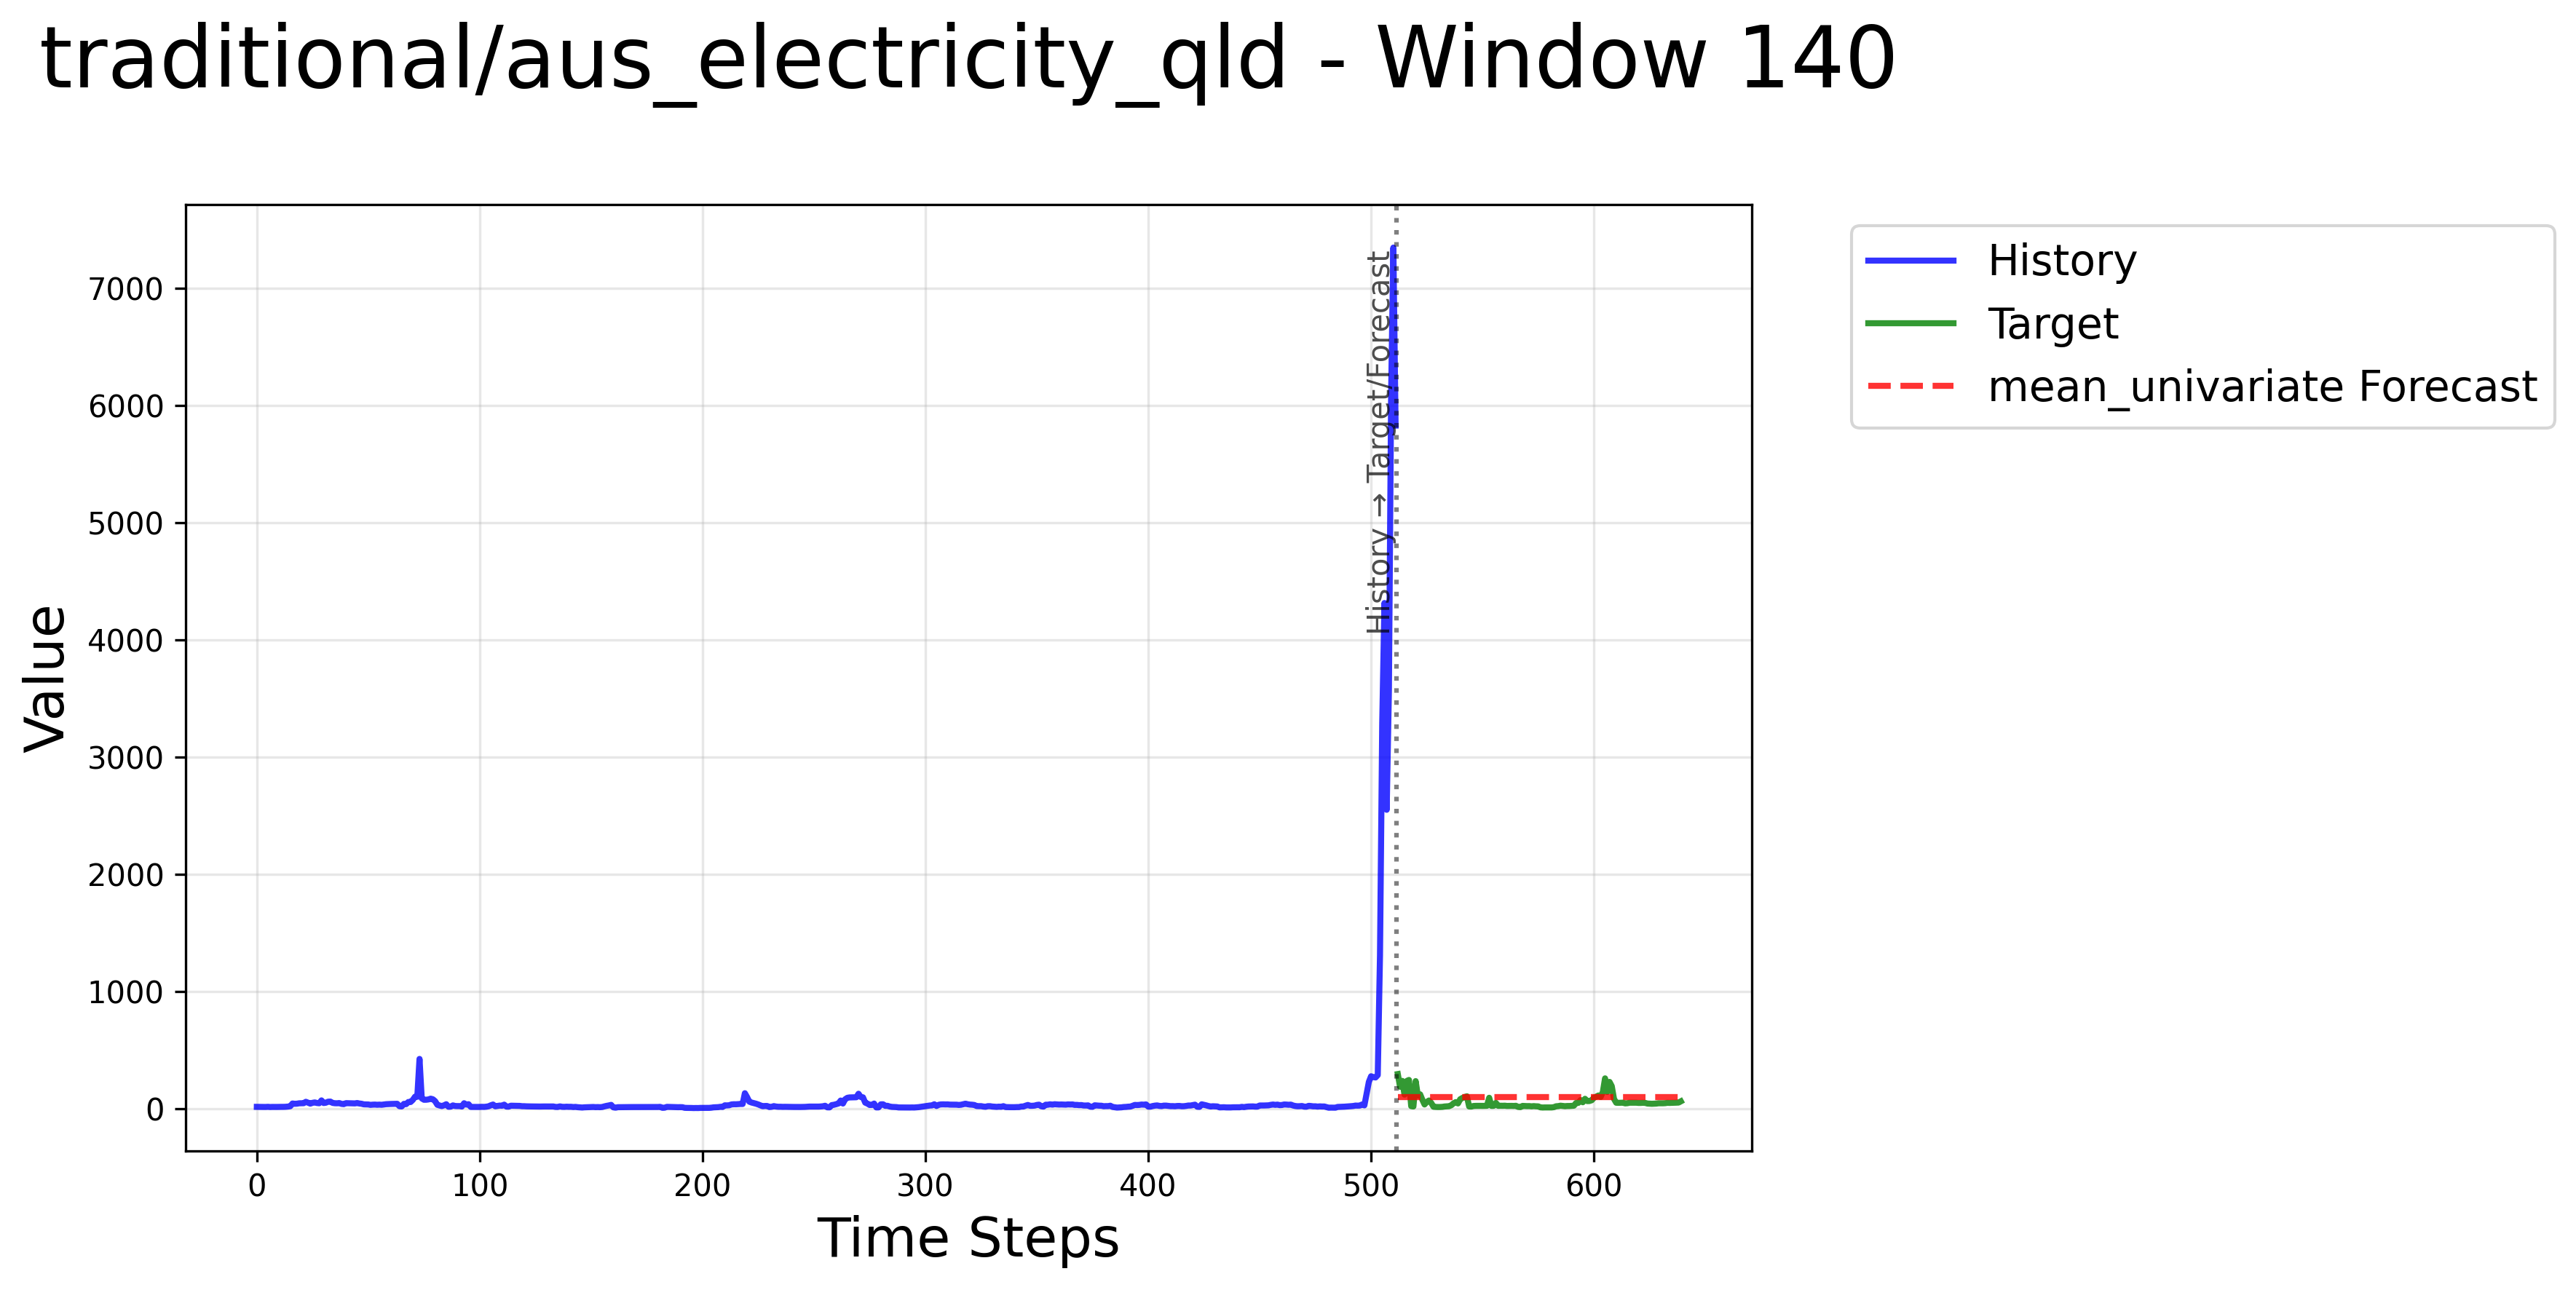 traditional/aus_electricity_qld - Window 140
History
Target
mean_univariate Forecast
History → Target/Forecast
Value
7000
6000
5000
4000
3000
2000
1000
0
0 100 200 300 400 500 600
Time Steps